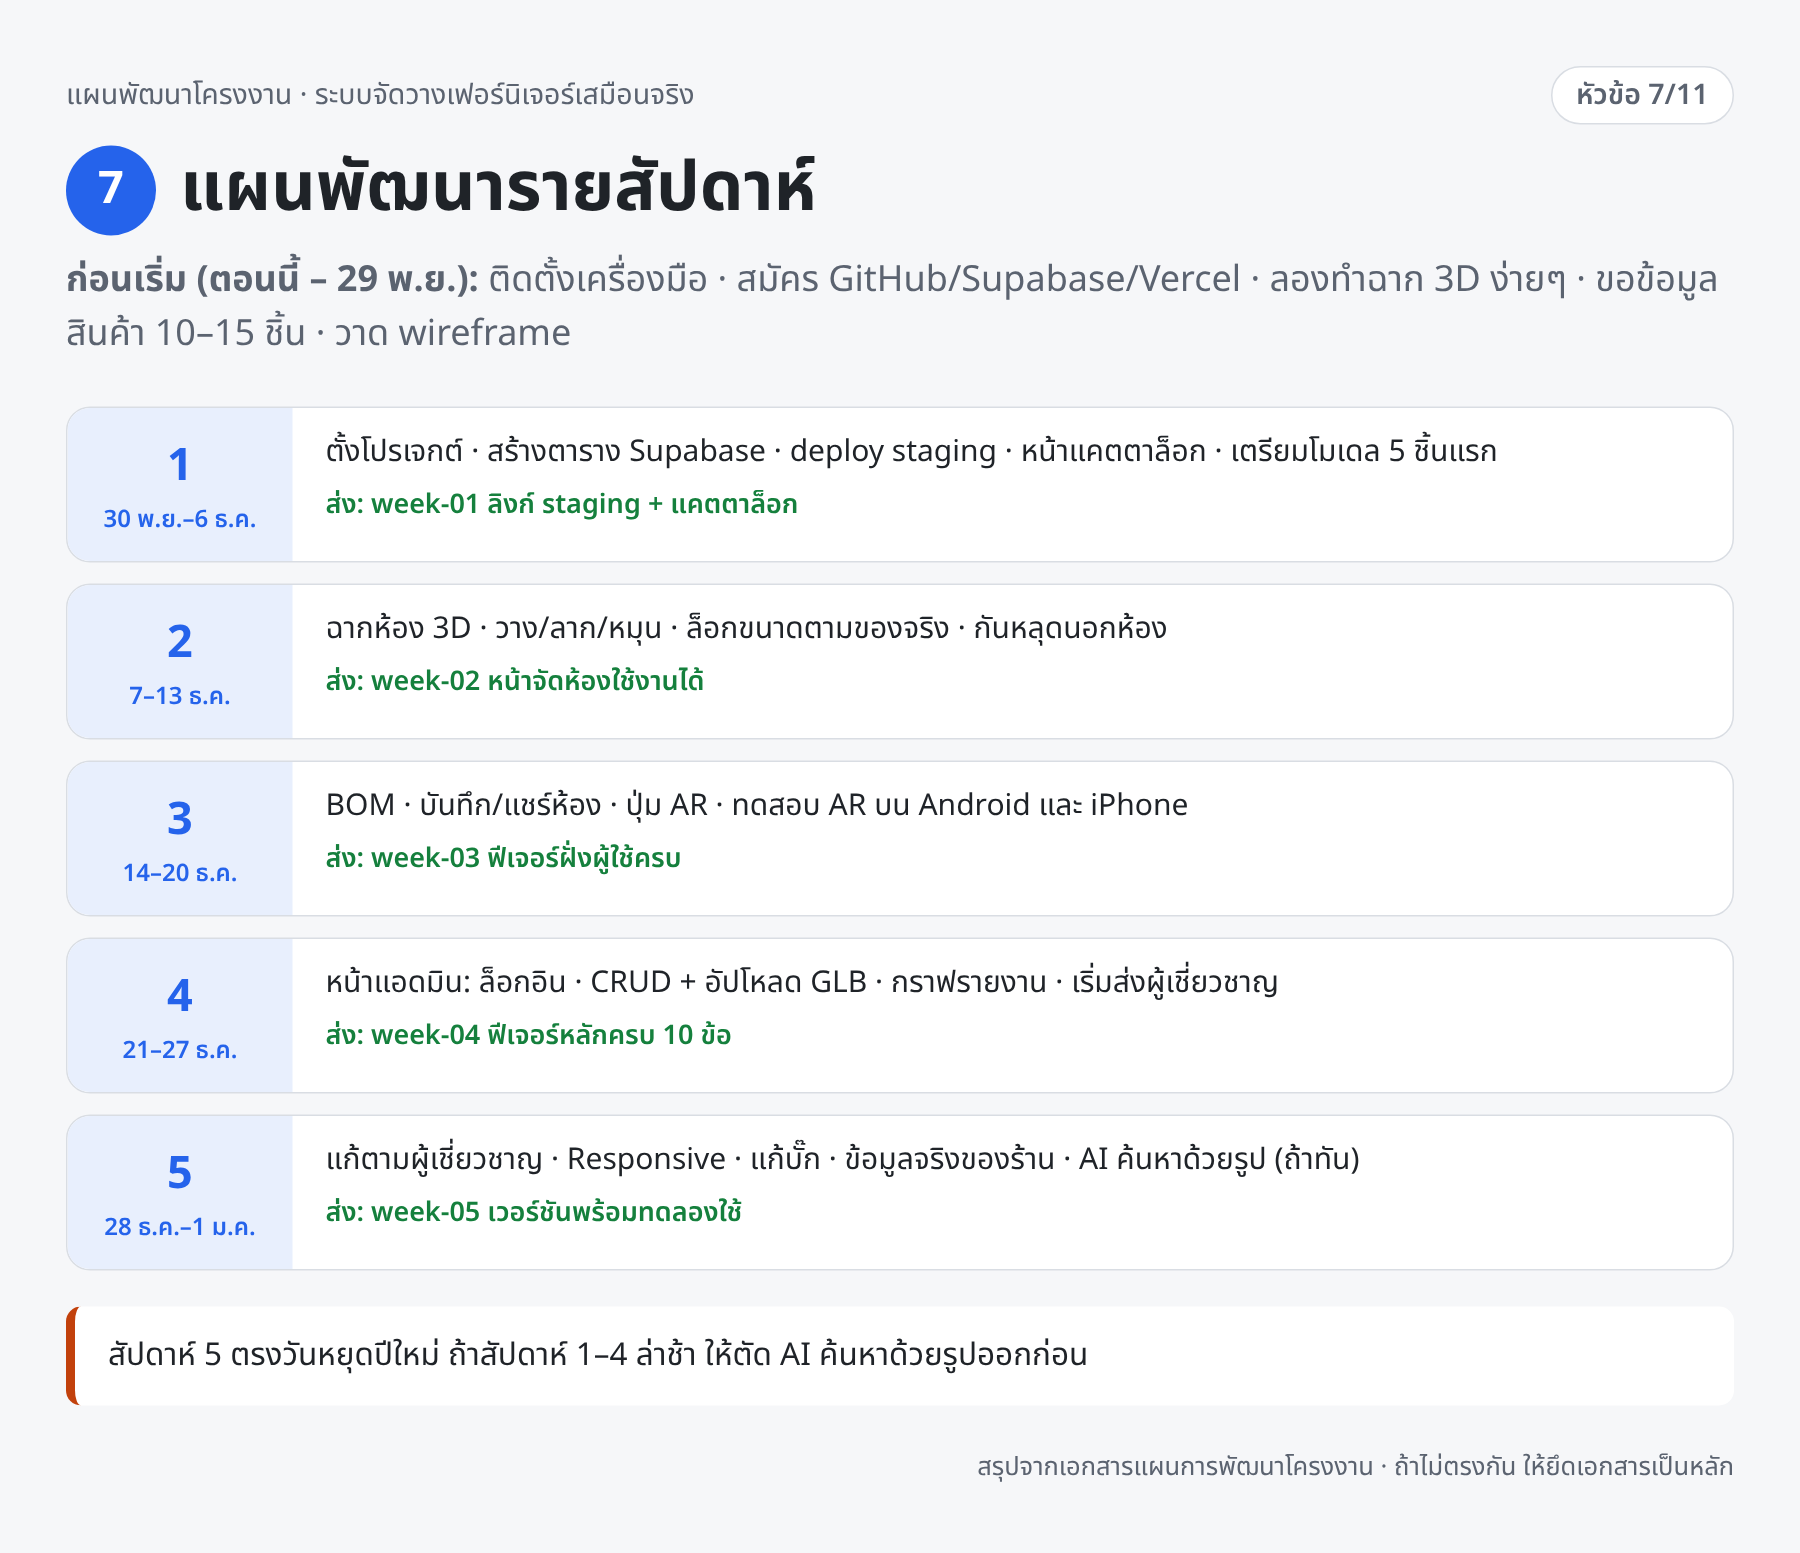 แผนพัฒนาโครงงาน · ระบบจัดวางเฟอร์นิเจอร์เสมือนจริง
หัวข้อ 7/11
7 แผนพัฒนารายสัปดาห์
ก่อนเริ่ม (ตอนนี้ – 29 พ.ย.): ติดตั้งเครื่องมือ · สมัคร GitHub/Supabase/Vercel · ลองทำฉาก 3D ง่ายๆ · ขอข้อมูล
สินค้า 10–15 ชิ้น · วาด wireframe
1
30 พ.ย.–6 ธ.ค.
ตั้งโปรเจกต์ · สร้างตาราง Supabase · deploy staging · หน้าแคตตาล็อก · เตรียมโมเดล 5 ชิ้นแรก
ส่ง: week-01 ลิงก์ staging + แคตตาล็อก
2
7–13 ธ.ค.
ฉากห้อง 3D · วาง/ลาก/หมุน · ล็อกขนาดตามของจริง · กันหลุดนอกห้อง
ส่ง: week-02 หน้าจัดห้องใช้งานได้
3
14–20 ธ.ค.
BOM · บันทึก/แชร์ห้อง · ปุ่ม AR · ทดสอบ AR บน Android และ iPhone
ส่ง: week-03 ฟีเจอร์ฝั่งผู้ใช้ครบ
4
21–27 ธ.ค.
หน้าแอดมิน: ล็อกอิน · CRUD + อัปโหลด GLB · กราฟรายงาน · เริ่มส่งผู้เชี่ยวชาญ
ส่ง: week-04 ฟีเจอร์หลักครบ 10 ข้อ
5
28 ธ.ค.–1 ม.ค.
แก้ตามผู้เชี่ยวชาญ · Responsive · แก้บั๊ก · ข้อมูลจริงของร้าน · AI ค้นหาด้วยรูป (ถ้าทัน)
ส่ง: week-05 เวอร์ชันพร้อมทดลองใช้
สัปดาห์ 5 ตรงวันหยุดปีใหม่ ถ้าสัปดาห์ 1–4 ล่าช้า ให้ตัด AI ค้นหาด้วยรูปออกก่อน
สรุปจากเอกสารแผนการพัฒนาโครงงาน · ถ้าไม่ตรงกัน ให้ยึดเอกสารเป็นหลัก